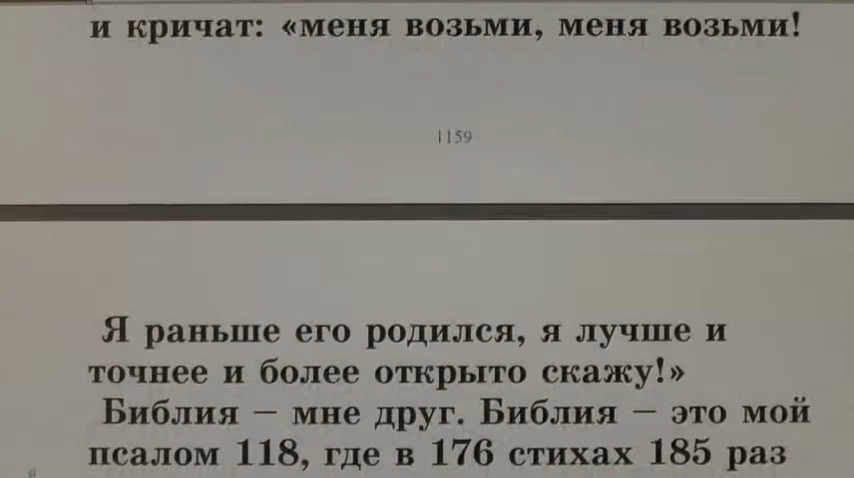 и кричат: «меня возьми, меня возьми!
1159
Я раньше его родился, я лучше и
точнее и более открыто скажу!»
Библия – мне друг. Библия – это мой
псалом 118, где в 176 стихах 185 раз